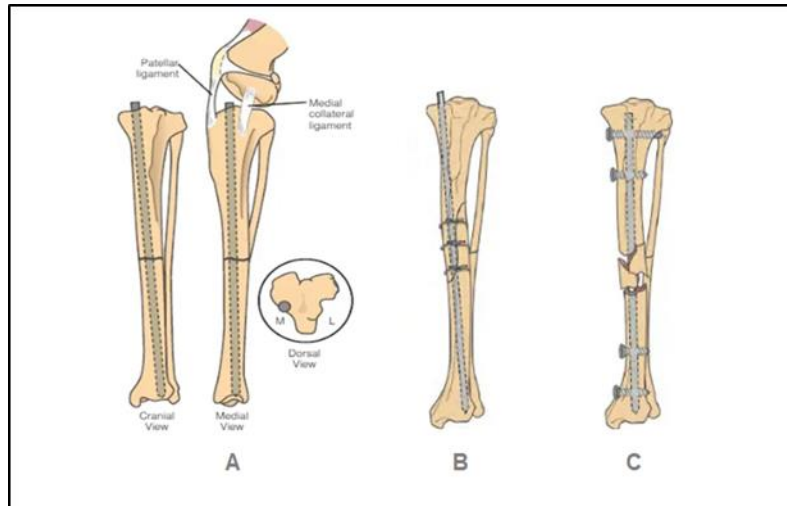 Patellar
ligament
Medial
collateral
ligament
M
L
Dorsal
View
Cranial
View
Medial
View
A
B
C